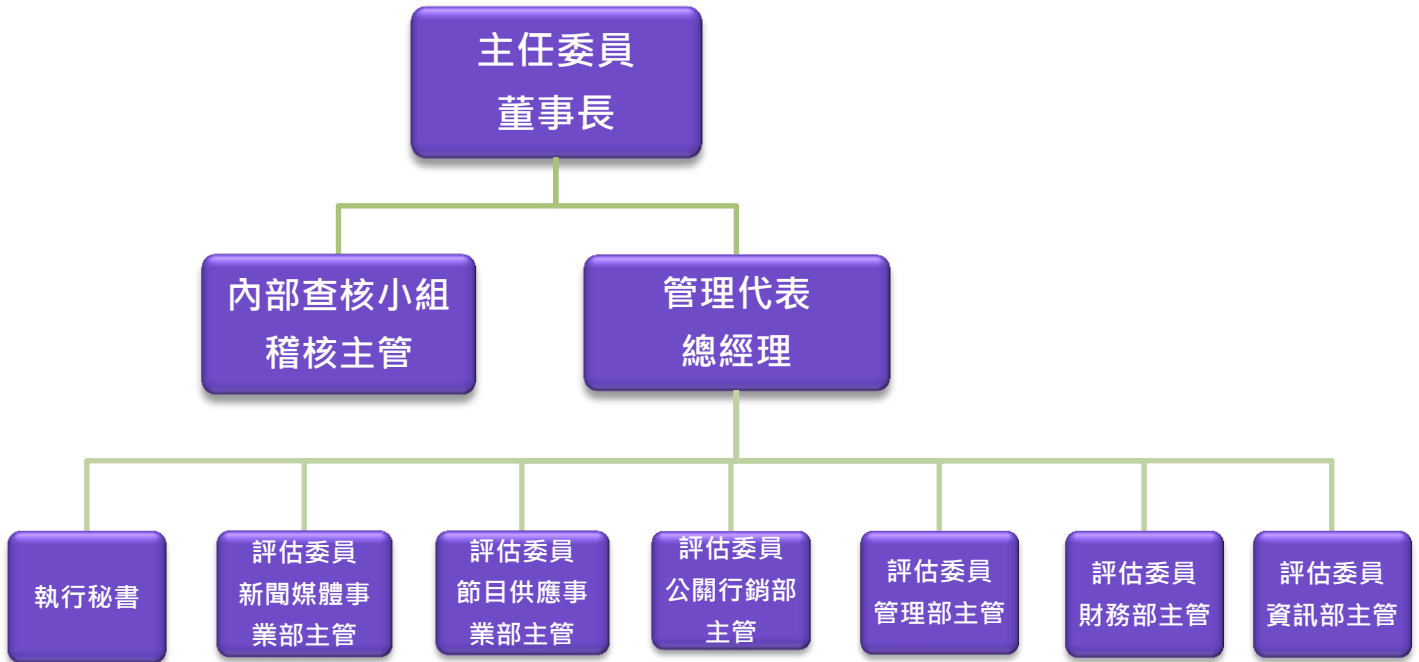 主任委員
董事長
內部查核小組
稽核主管
管理代表
總經理
執行秘書
評估委員
新聞媒體事
業部主管
評估委員
節目供應事
業部主管
評估委員
公關行銷部
主管
評估委員
管理部主管
評估委員
財務部主管
評估委員
資訊部主管